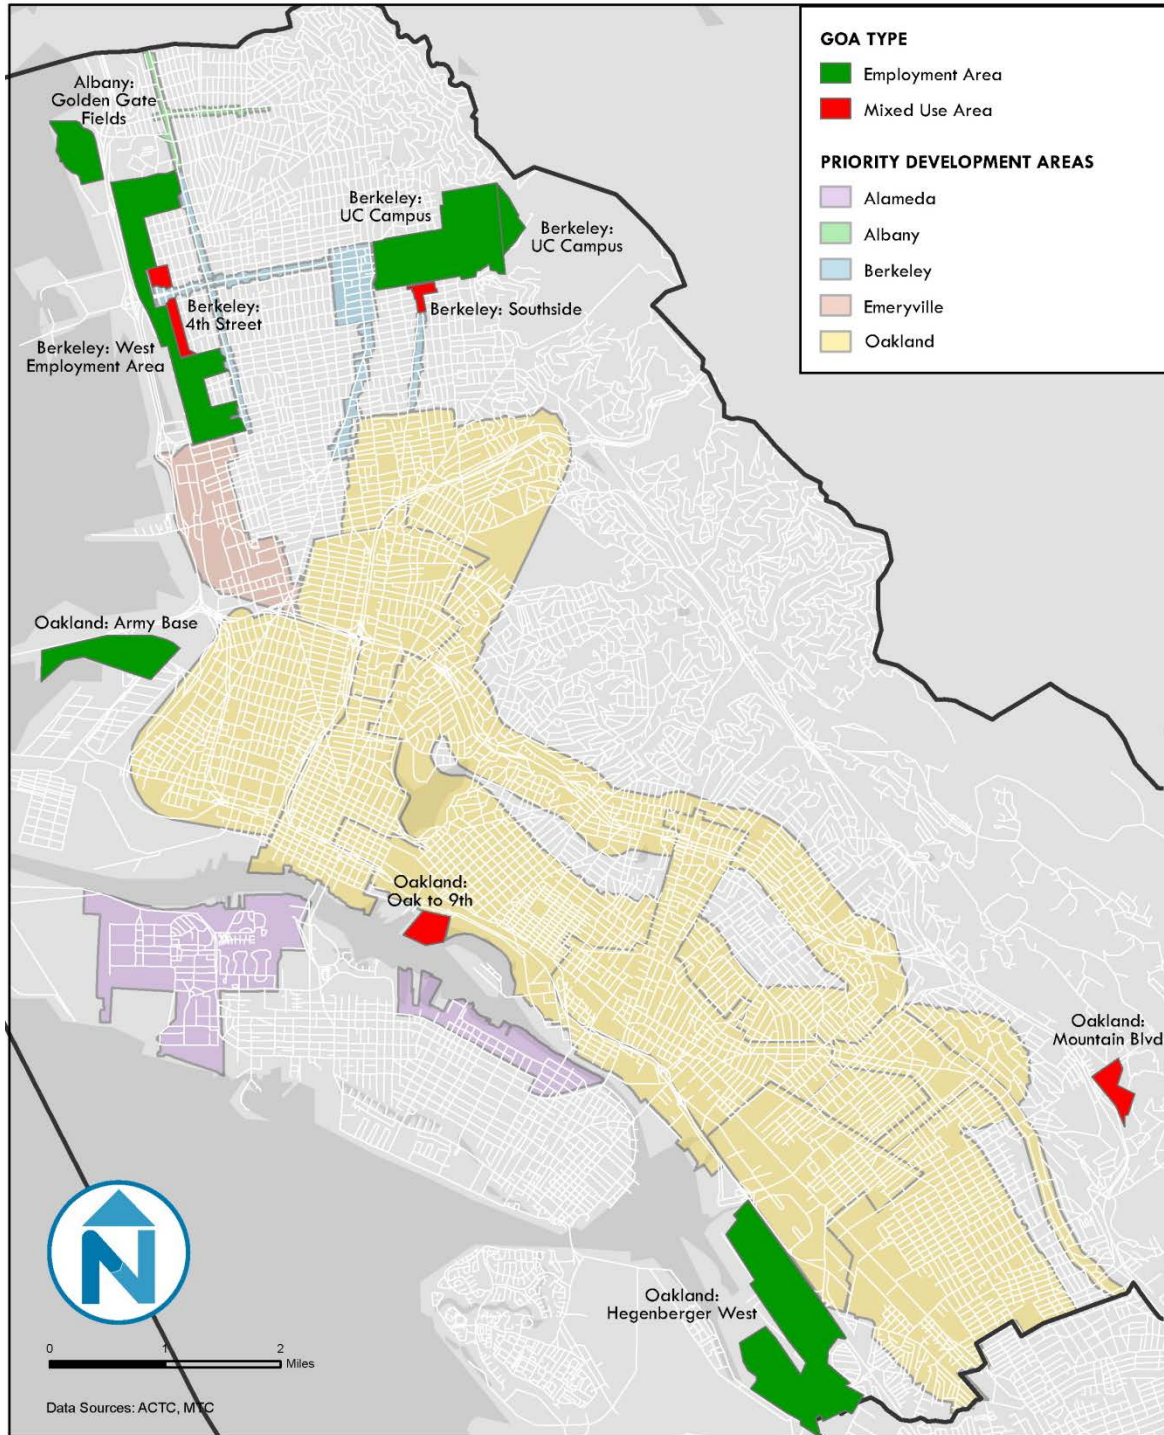 GOA TYPE
Employment Area
Mixed Use Area
PRIORITY DEVELOPMENT AREAS
Alameda
Albany
Berkeley
Emeryville
Oakland
Albany:
Golden Gate
Fields
Berkeley:
UC Campus
Berkeley:
UC Campus
Berkeley:
4th Street
Berkeley: Southside
Berkeley: West
Employment Area
Oakland: Army Base
Oakland:
Oak to 9th
Oakland:
Mountain Blvd
Oakland:
Hegenberger West
N
0 1 2
Miles
Data Sources: ACTC, MTC